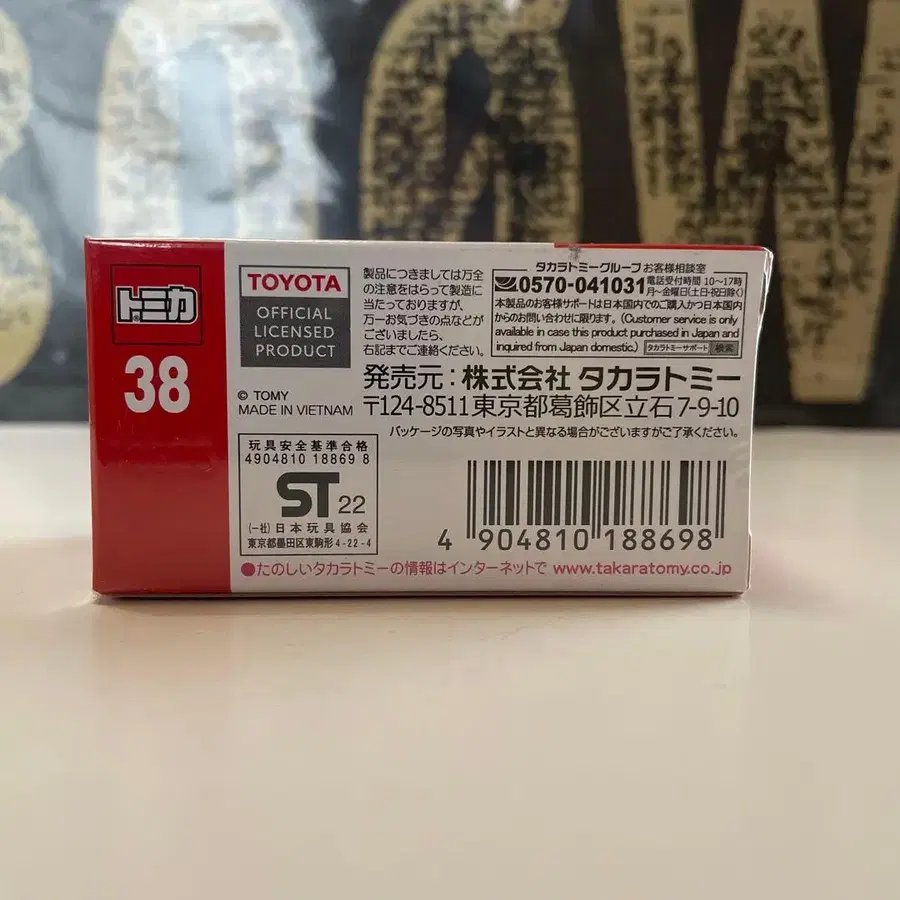 トミカ
38
TOYOTA
OFFICIAL
LICENSED
PRODUCT
© TOMY
MADE IN VIETNAM
製品につきましては万全
の注意をはらって製造に
当たっておりますが、
万一お気づきの点などが
ございましたら、
右記までご連絡ください。
タカラトミーグループ お客様相談室
0570-041031 電話受付時間 10〜17時
月〜金曜日(土日・祝日除く)
本製品のお客様サポートは日本国内でのご購入かつ日本国内
からのお問い合わせに限ります。(Customer service is only
available in case this product purchased in Japan and
inquired from Japan domestic.) タカラトミーサポート 検索
発売元:株式会社 タカラトミー
〒124-8511 東京都葛飾区立石7-9-10
パッケージの写真やイラストと異なる場合がございますがご了承ください。
玩具安全基準合格
4904810 18869 8
ST 22
(一社)日本玩具協会
東京都墨田区東駒形4-22-4
4 904810 188698
●たのしいタカラトミーの情報はインターネットで www.takaratomy.co.jp